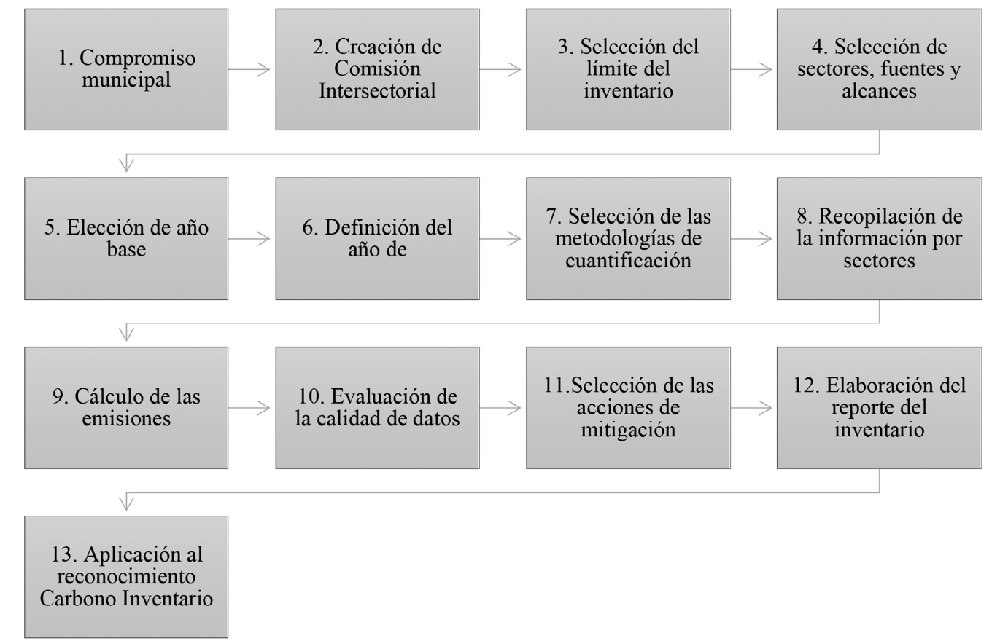 1. Compromiso
municipal
2. Creación de
Comisión
Intersectorial
3. Selección del
límite del
inventario
4. Selección de
sectores, fuentes y
alcances
5. Elección de año
base
6. Definición del
año de
7. Selección de las
metodologías de
cuantificación
8. Recopilación de
la información por
sectores
9. Cálculo de las
emisiones
10. Evaluación de
la calidad de datos
11.Selección de las
acciones de
mitigación
12. Elaboración del
reporte del
inventario
13. Aplicación al
reconocimiento
Carbono Inventario